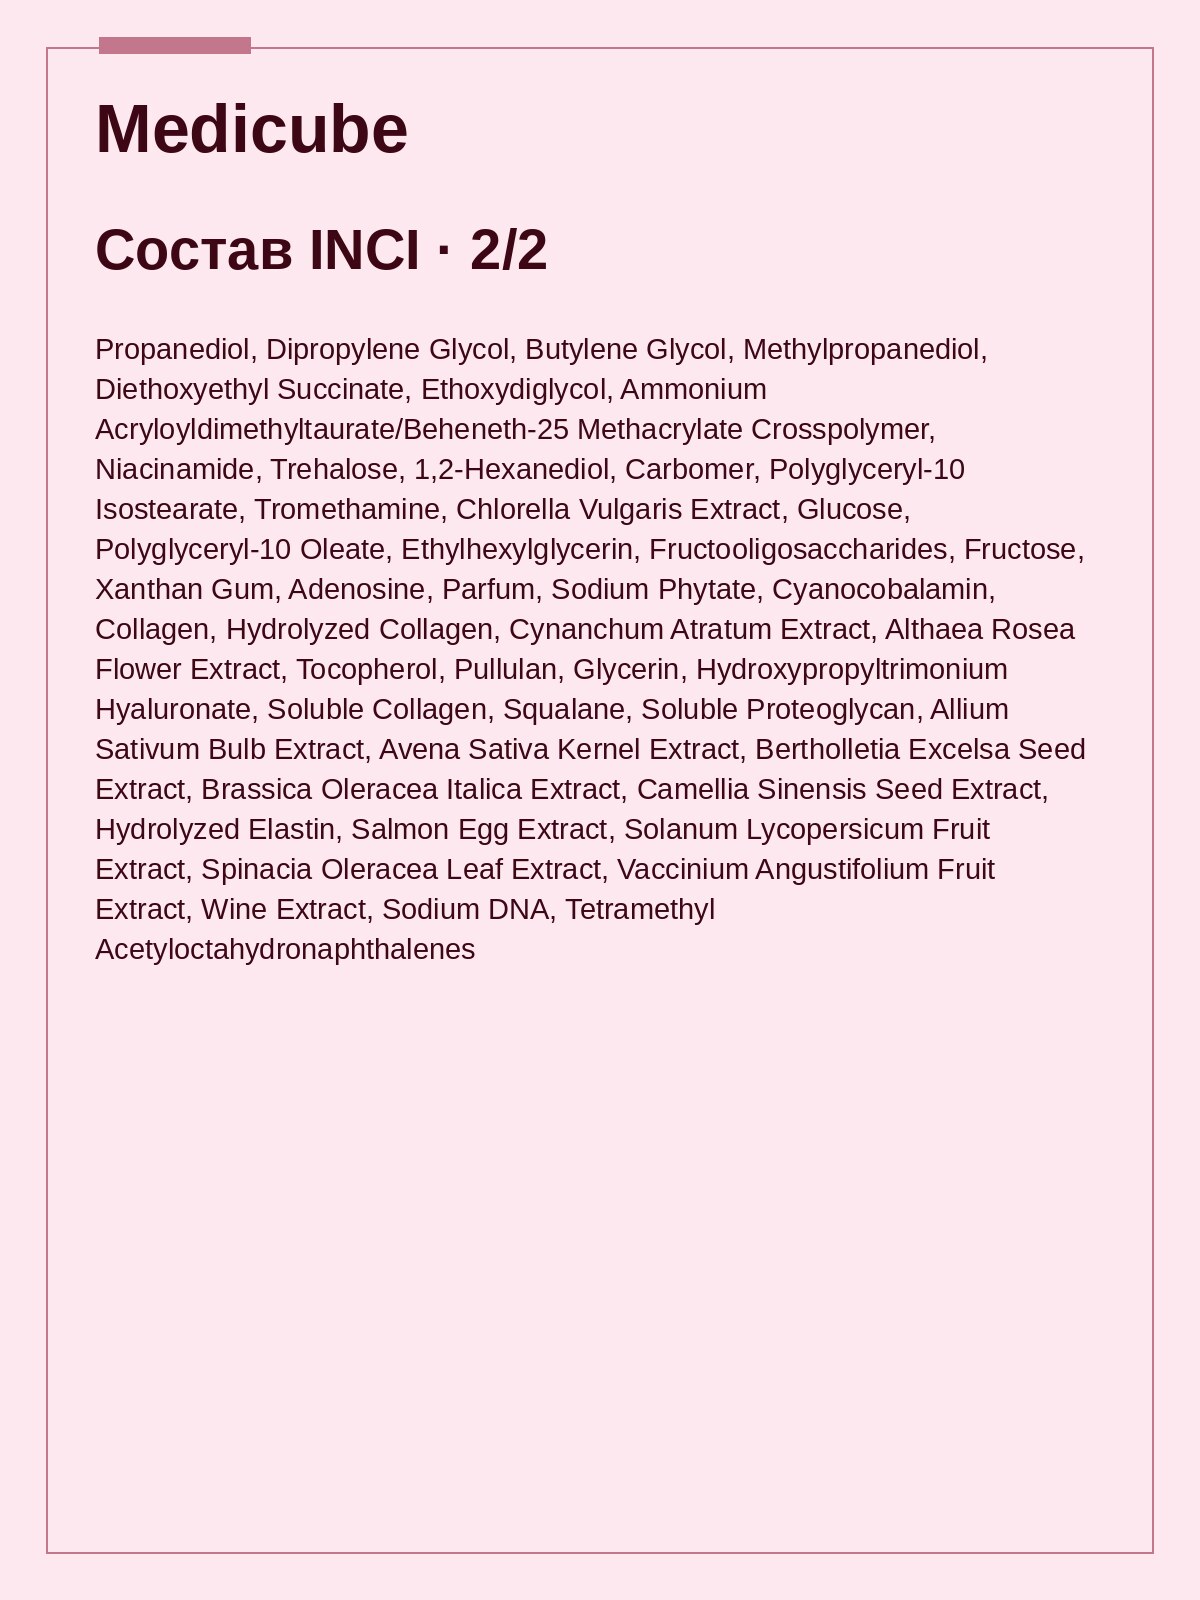 Medicube
Состав INCI · 2/2
Propanediol, Dipropylene Glycol, Butylene Glycol, Methylpropanediol,
Diethoxyethyl Succinate, Ethoxydiglycol, Ammonium
Acryloyldimethyltaurate/Beheneth-25 Methacrylate Crosspolymer,
Niacinamide, Trehalose, 1,2-Hexanediol, Carbomer, Polyglyceryl-10
Isostearate, Tromethamine, Chlorella Vulgaris Extract, Glucose,
Polyglyceryl-10 Oleate, Ethylhexylglycerin, Fructooligosaccharides, Fructose,
Xanthan Gum, Adenosine, Parfum, Sodium Phytate, Cyanocobalamin,
Collagen, Hydrolyzed Collagen, Cynanchum Atratum Extract, Althaea Rosea
Flower Extract, Tocopherol, Pullulan, Glycerin, Hydroxypropyltrimonium
Hyaluronate, Soluble Collagen, Squalane, Soluble Proteoglycan, Allium
Sativum Bulb Extract, Avena Sativa Kernel Extract, Bertholletia Excelsa Seed
Extract, Brassica Oleracea Italica Extract, Camellia Sinensis Seed Extract,
Hydrolyzed Elastin, Salmon Egg Extract, Solanum Lycopersicum Fruit
Extract, Spinacia Oleracea Leaf Extract, Vaccinium Angustifolium Fruit
Extract, Wine Extract, Sodium DNA, Tetramethyl
Acetyloctahydronaphthalenes